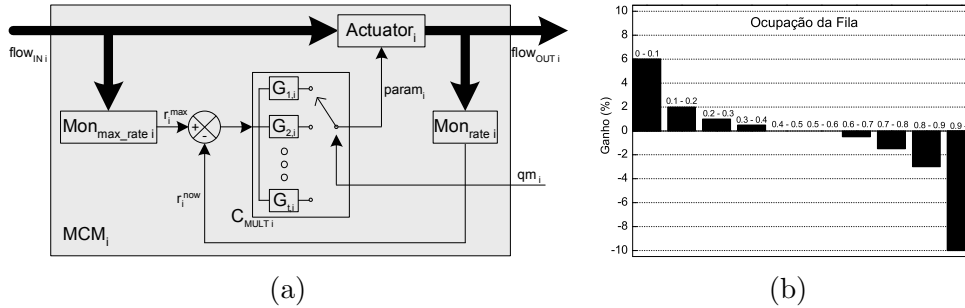 flow_IN i
Actuator_i
flow_OUT i
param_i
Mon_max_rate i
r_i^max
+
-
G_1,i
G_2,i
G_t,i
Mon_rate i
qm_i
r_i^now
C_MULT i
MCM_i
(a)
Ocupação da Fila
Ganho (%)
10
8
6
4
2
0
-2
-4
-6
-8
-10
0 - 0.1
0.1 - 0.2
0.2 - 0.3
0.3 - 0.4
0.4 - 0.5
0.5 - 0.6
0.6 - 0.7
0.7 - 0.8
0.8 - 0.9
0.9 -
(b)